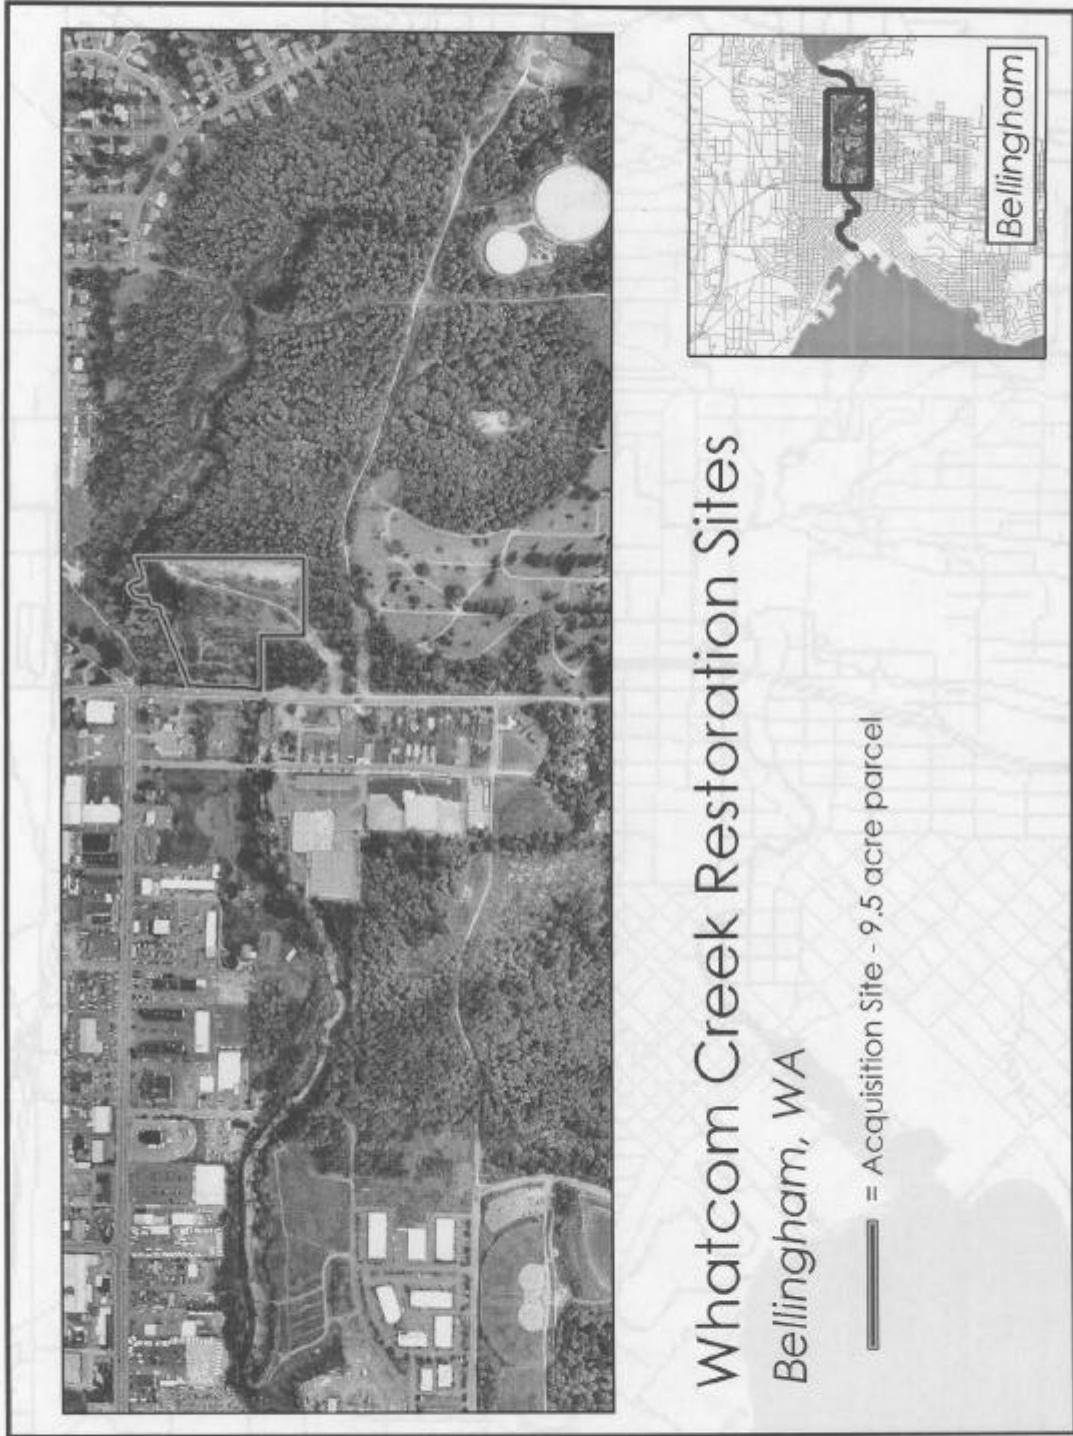 Whatcom Creek Restoration Sites
Bellingham, WA
= Acquisition Site - 9.5 acre parcel
Bellingham